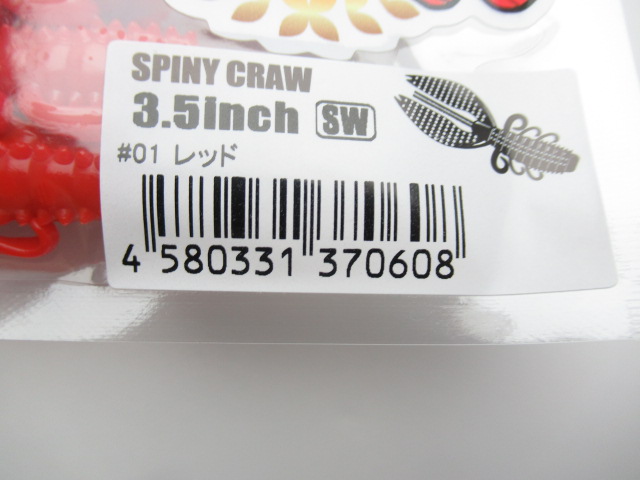 SPINY CRAW
3.5inch SW
#01 レッド
4 580331 370608